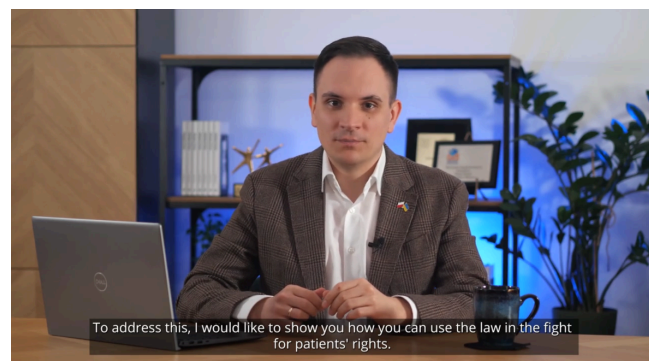 DELL
To address this, I would like to show you how you can use the law in the fight
for patients' rights.